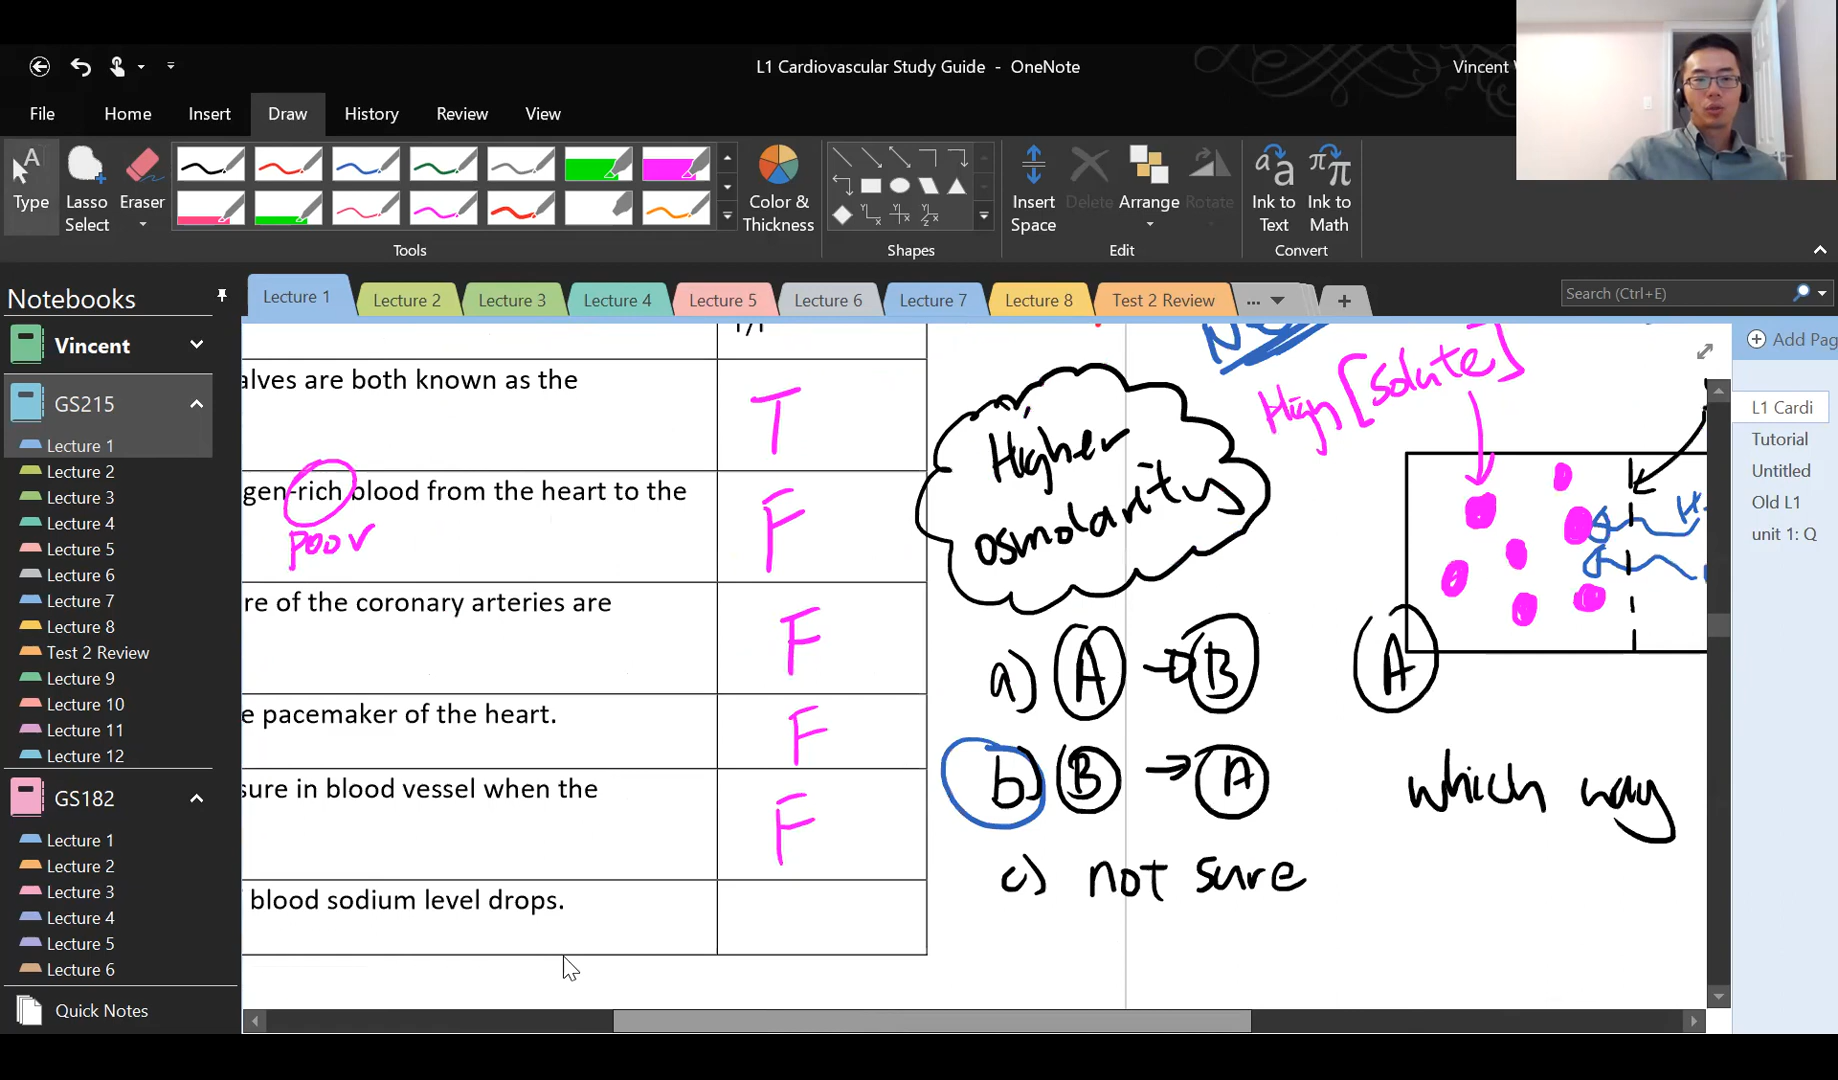 L1 Cardiovascular Study Guide - OneNote
Vincent
File
Home
Insert
Draw
History
Review
View
Type
Lasso
Select
Eraser
Color &
Thickness
Insert
Space
Delete
Arrange
Rotate
Ink to
Text
Ink to
Math
Tools
Shapes
Edit
Convert
Notebooks
Lecture 1
Lecture 2
Lecture 3
Lecture 4
Lecture 5
Lecture 6
Lecture 7
Lecture 8
Test 2 Review
...
Search (Ctrl+E)
Vincent
GS215
Lecture 1
Lecture 2
Lecture 3
Lecture 4
Lecture 5
Lecture 6
Lecture 7
Lecture 8
Test 2 Review
Lecture 9
Lecture 10
Lecture 11
Lecture 12
GS182
Lecture 1
Lecture 2
Lecture 3
Lecture 4
Lecture 5
Lecture 6
Quick Notes
alves are both known as the
T
gen-rich blood from the heart to the
poor
F
re of the coronary arteries are
F
e pacemaker of the heart.
F
sure in blood vessel when the
F
blood sodium level drops.
High [solute]
Higher
osmolarity
a) A → B
b) B → A
c) not sure
H
A
which way
Add Pag
L1 Cardi
Tutorial
Untitled
Old L1
unit 1: Q